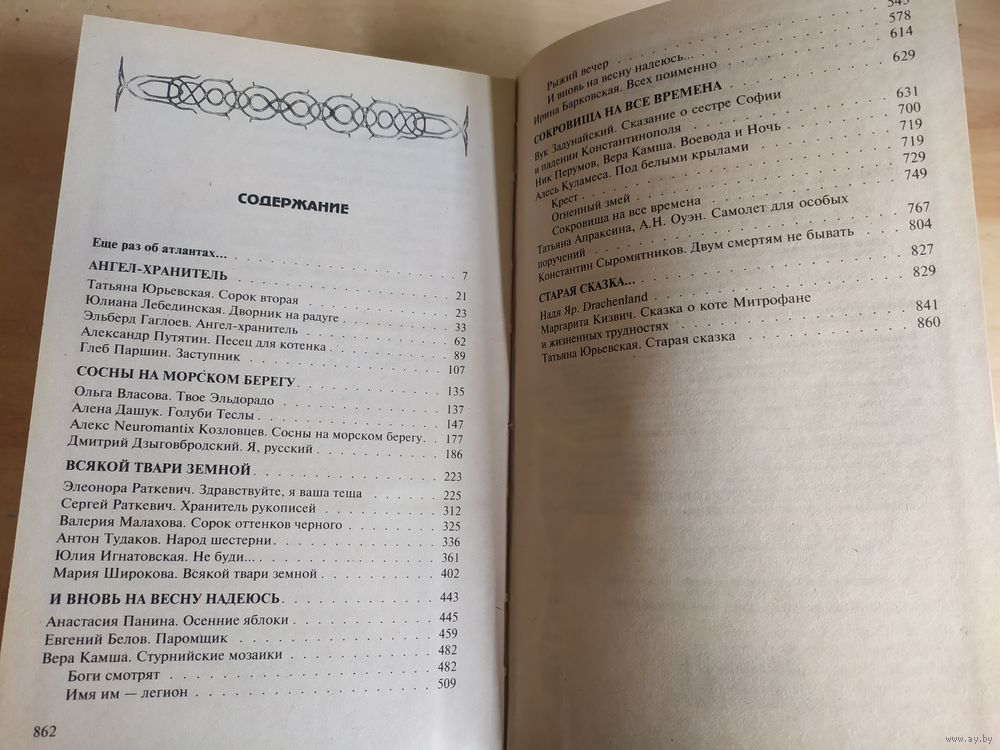 СОДЕРЖАНИЕ
Еще раз об атлантах... 7
АНГЕЛ-ХРАНИТЕЛЬ 21
Татьяна Юрьевская. Сорок вторая 23
Юлиана Лебединская. Дворник на радуге 33
Эльберд Гаглоев. Ангел-хранитель 62
Александр Путятин. Песец для котенка 89
Глеб Паршин. Заступник 107
СОСНЫ НА МОРСКОМ БЕРЕГУ 135
Ольга Власова. Твое Эльдорадо 137
Алена Дашук. Голуби Теслы 147
Алекс Neuromantix Козловцев. Сосны на морском берегу. 177
Дмитрий Дзыговбродский. Я, русский 186
ВСЯКОЙ ТВАРИ ЗЕМНОЙ 223
Элеонора Раткевич. Здравствуйте, я ваша теща 225
Сергей Раткевич. Хранитель рукописей 312
Валерия Малахова. Сорок оттенков черного 325
Антон Тудаков. Народ шестерни 336
Юлия Игнатовская. Не буди... 361
Мария Широкова. Всякой твари земной 402
И ВНОВЬ НА ВЕСНУ НАДЕЮСЬ 443
Анастасия Панина. Осенние яблоки 445
Евгений Белов. Паромщик 459
Вера Камша. Стурнийские мозаики 482
Боги смотрят 482
Имя им — легион 509
862
Рыжий вечер 545
И вновь на весну надеюсь... 578
Ирина Барковская. Всех поименно 614
СОКРОВИЩА НА ВСЕ ВРЕМЕНА 629
Вук Задунайский. Сказание о сестре Софии
и падении Константинополя 631
Ник Перумов, Вера Камша. Воевода и Ночь 700
Алесь Куламеса. Под белыми крылами 719
Крест 719
Огненный змей 729
Сокровища на все времена 749
Татьяна Апраксина, А.Н. Оуэн. Самолет для особых
поручений 767
Константин Сыромятников. Двум смертям не бывать 804
СТАРАЯ СКАЗКА... 827
Надя Яр. Drachenland 829
Маргарита Кизвич. Сказка о коте Митрофане
и жизненных трудностях 841
Татьяна Юрьевская. Старая сказка 860
www.ay.by